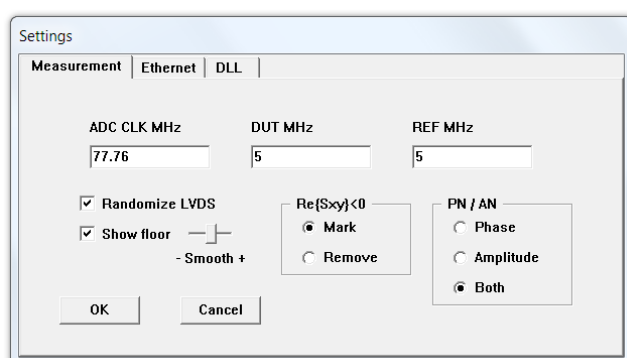 Settings
Measurement Ethernet DLL
ADC CLK MHz DUT MHz REF MHz
77.76 5 5
Randomize LVDS Re{Sxy}<0 PN / AN
Show floor Mark Phase
- Smooth + Remove Amplitude
Both
OK Cancel